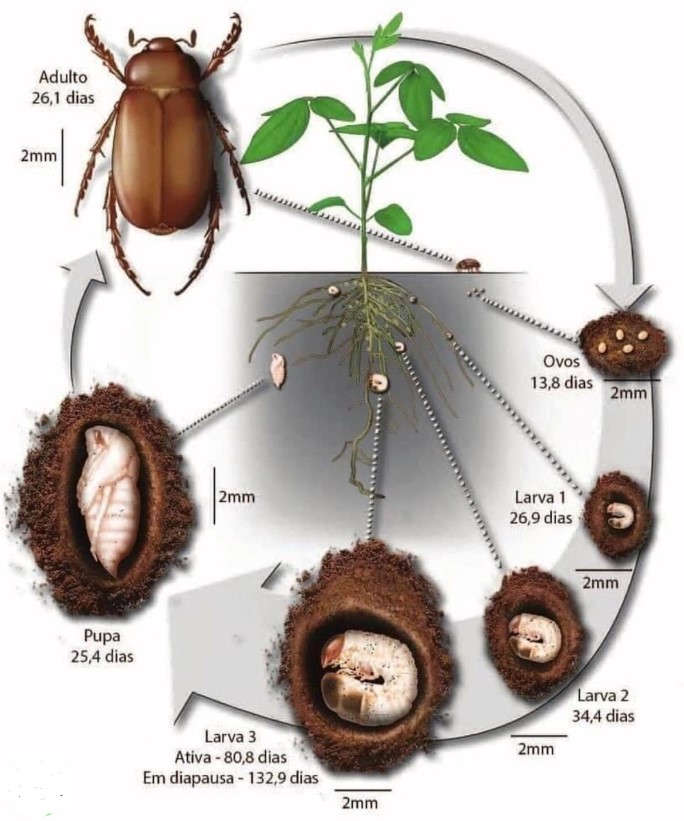 Adulto
26,1 dias
2mm
Ovos
13,8 dias
2mm
Larva 1
26,9 dias
2mm
Larva 2
34,4 dias
2mm
Larva 3
Ativa - 80,8 dias
Em diapausa - 132,9 dias
2mm
Pupa
25,4 dias
2mm